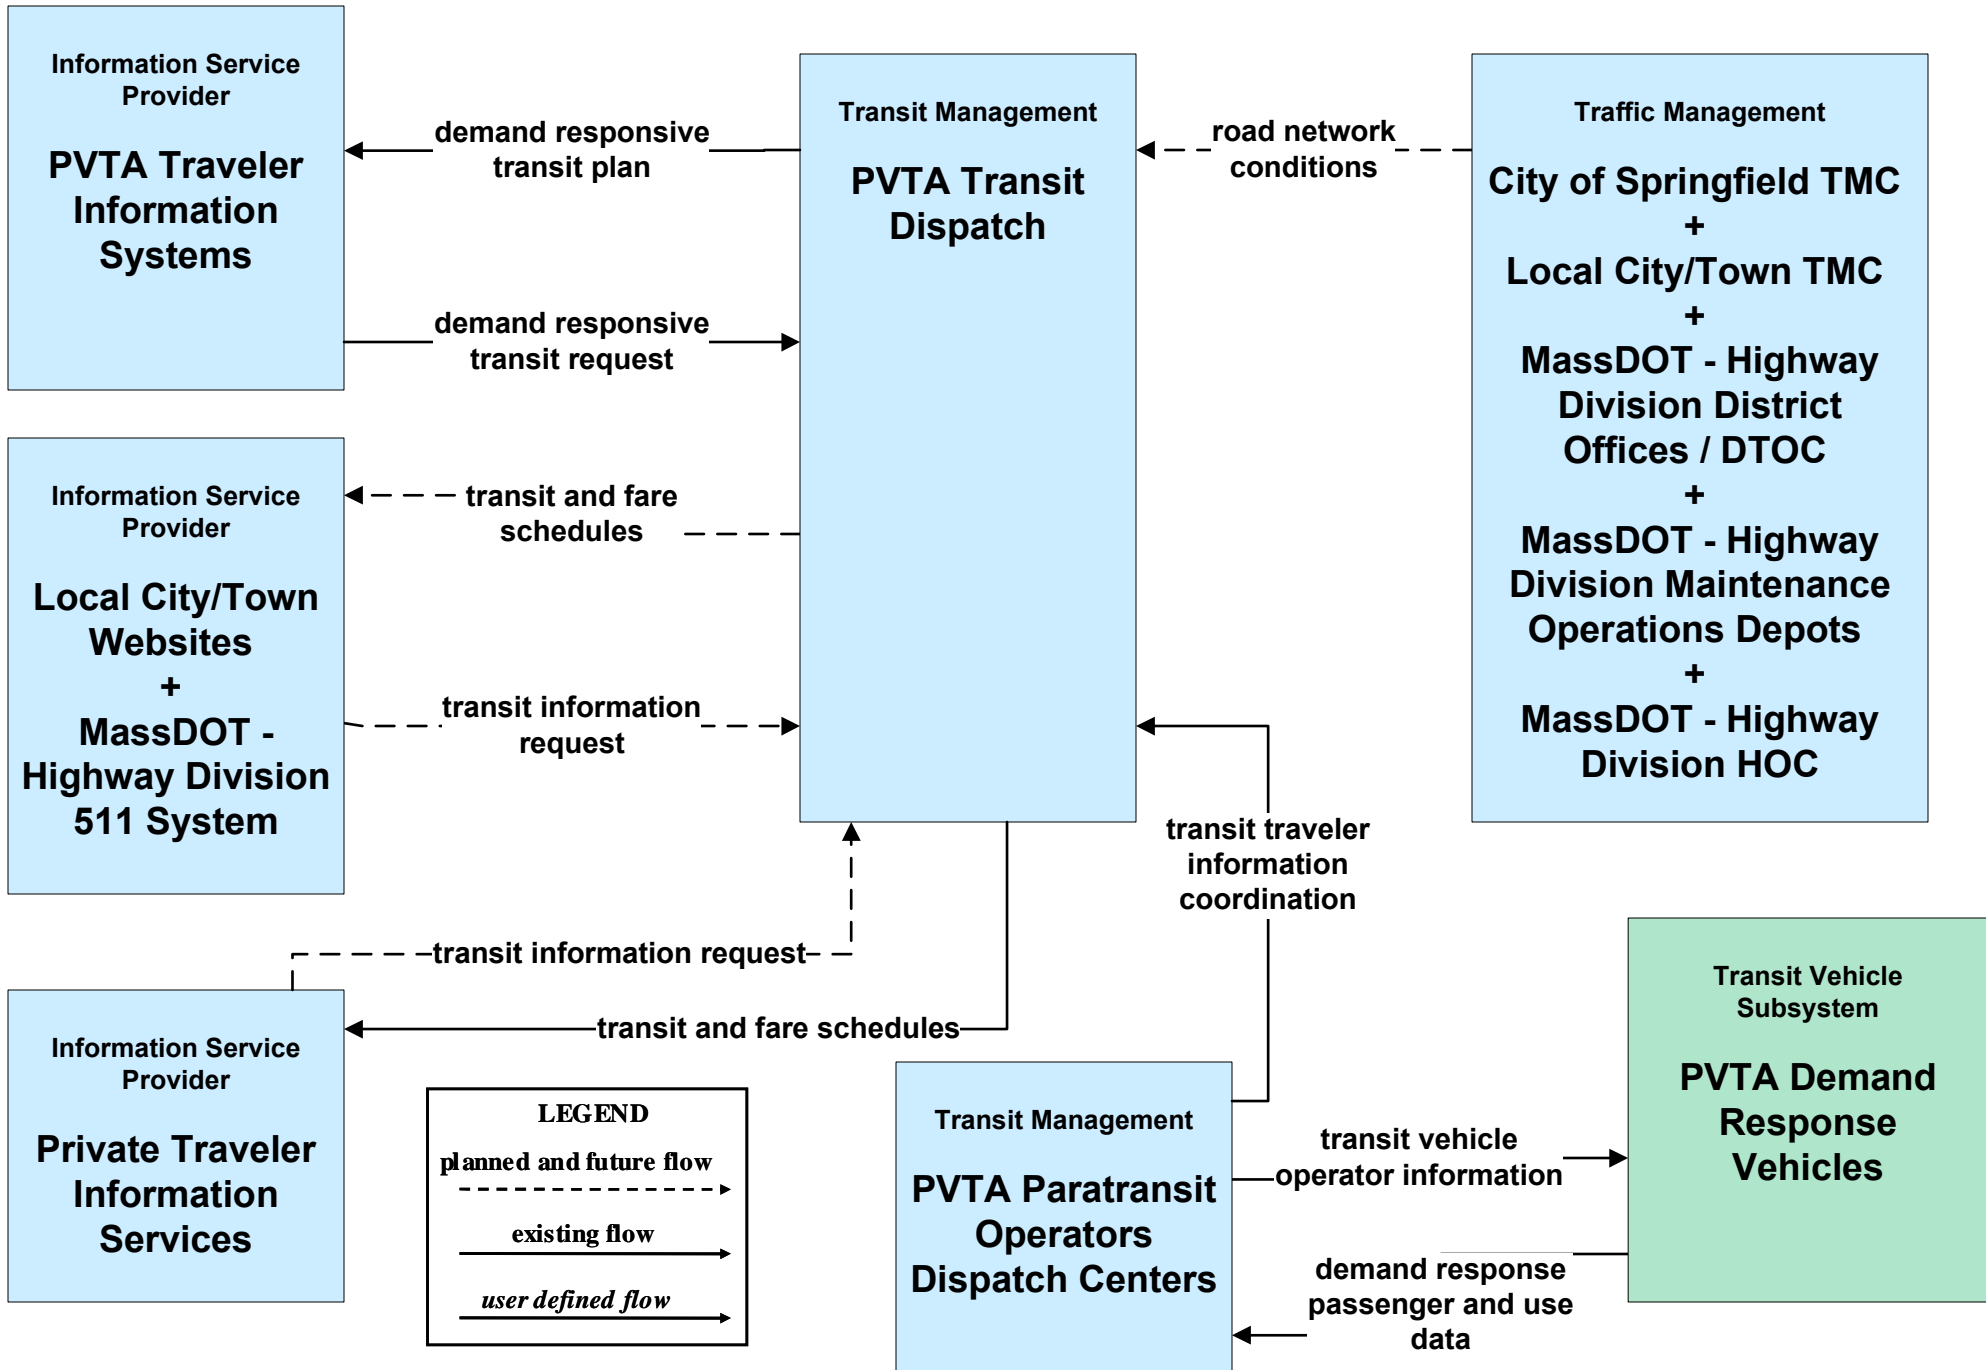 Information Service
Provider
PVTA Traveler
Information
Systems
demand responsive
transit plan
demand responsive
transit request
Transit Management
PVTA Transit
Dispatch
road network
conditions
Traffic Management
City of Springfield TMC
+
Local City/Town TMC
+
MassDOT - Highway
Division District
Offices / DTOC
+
MassDOT - Highway
Division Maintenance
Operations Depots
+
MassDOT - Highway
Division HOC
Information Service
Provider
Local City/Town
Websites
+
MassDOT -
Highway Division
511 System
transit and fare
schedules
transit information
request
transit traveler
information
coordination
transit information request
transit and fare schedules
Information Service
Provider
Private Traveler
Information
Services
LEGEND
planned and future flow
existing flow
user defined flow
Transit Management
PVTA Paratransit
Operators
Dispatch Centers
transit vehicle
operator information
demand response
passenger and use
data
Transit Vehicle
Subsystem
PVTA Demand
Response
Vehicles